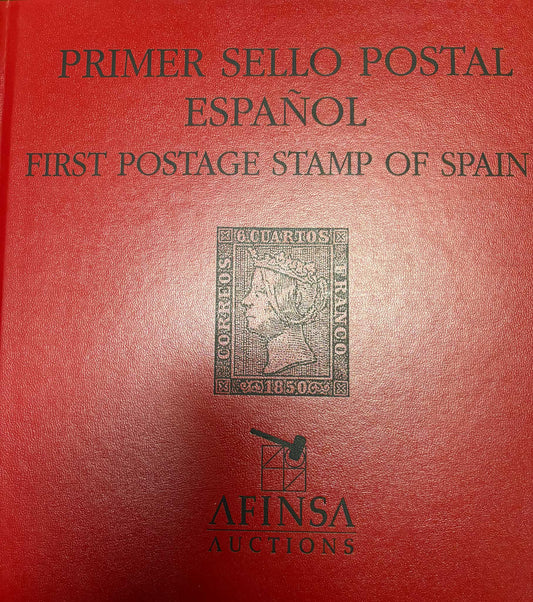 PRIMER SELLO POSTAL
ESPAÑOL
FIRST POSTAGE STAMP OF SPAIN
6 CUARTOS
CORREOS
FRANCO
1850
AFINSA
AUCTIONS